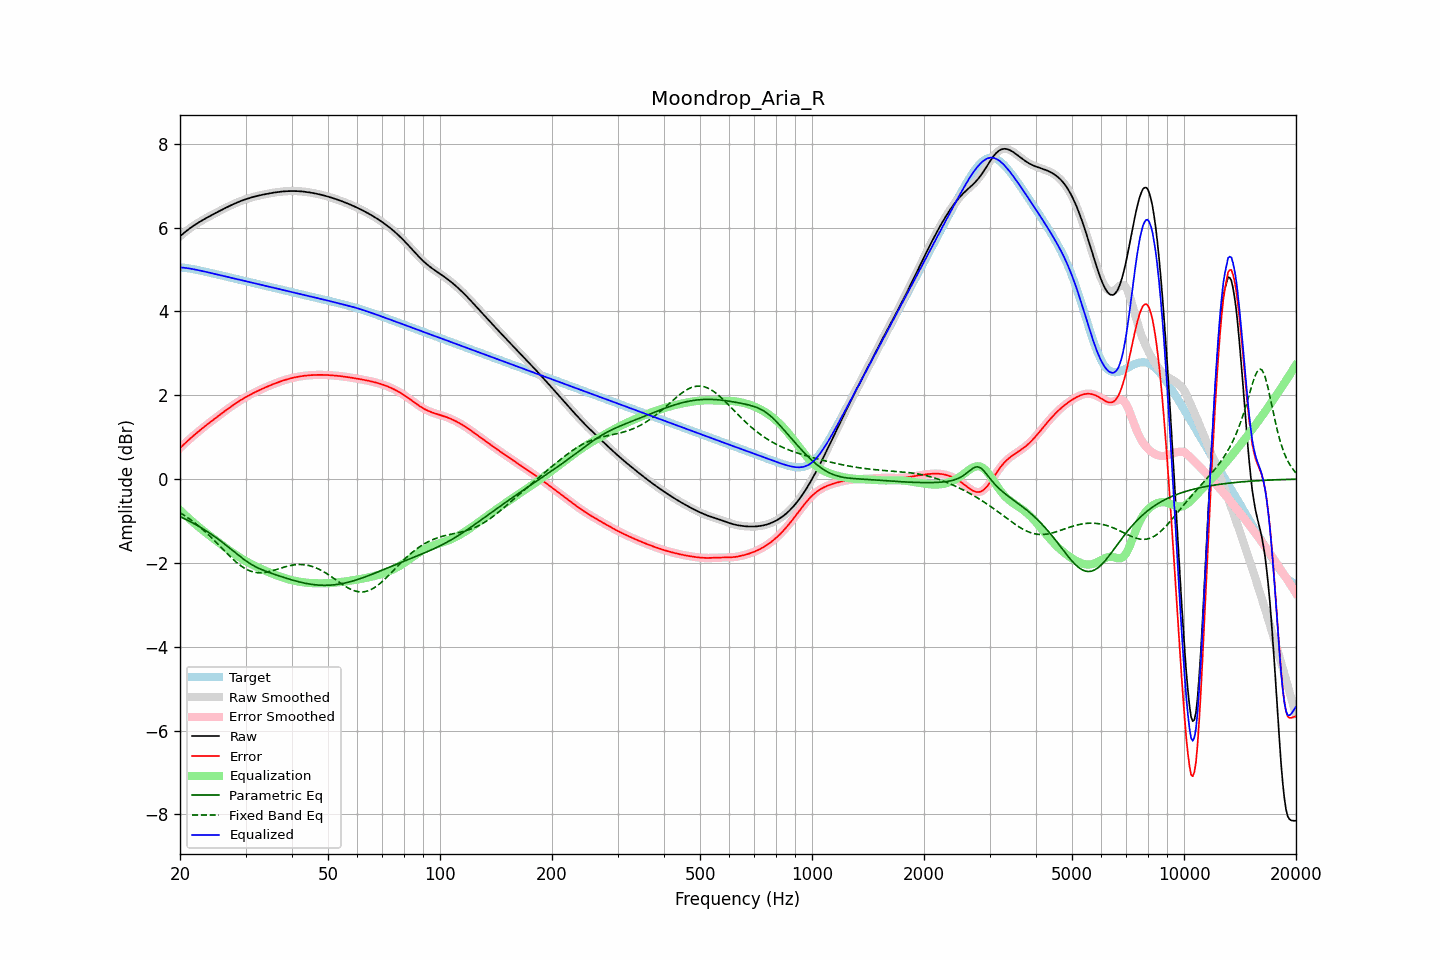 Moondrop_Aria_R
Amplitude (dBr)
8
6
4
2
0
−2
−4
−6
−8
Target
Raw Smoothed
Error Smoothed
Raw
Error
Equalization
Parametric Eq
Fixed Band Eq
Equalized
20 50 100 200 500 1000 2000 5000 10000 20000
Frequency (Hz)